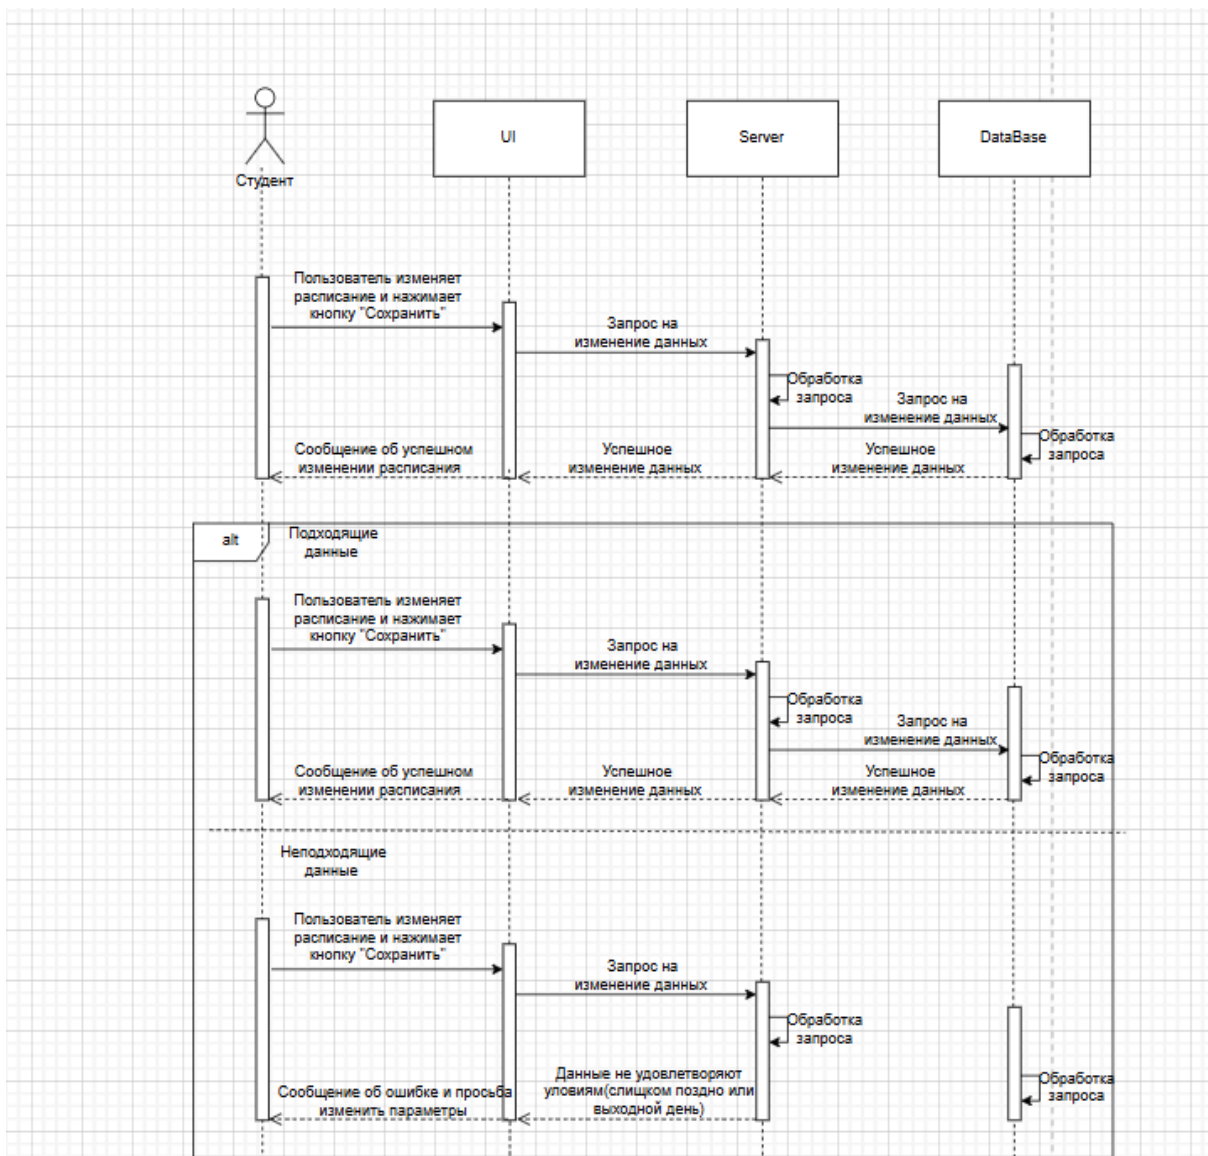 UI
Server
DataBase
Студент
Пользователь изменяет
расписание и нажимает
кнопку "Сохранить"
Запрос на
изменение данных
Обработка
запроса
Запрос на
изменение данных
Обработка
запроса
Сообщение об успешном
изменении расписания
Успешное
изменение данных
Успешное
изменение данных
alt
Подходящие
данные
Пользователь изменяет
расписание и нажимает
кнопку "Сохранить"
Запрос на
изменение данных
Обработка
запроса
Запрос на
изменение данных
Обработка
запроса
Сообщение об успешном
изменении расписания
Успешное
изменение данных
Успешное
изменение данных
Неподходящие
данные
Пользователь изменяет
расписание и нажимает
кнопку "Сохранить"
Запрос на
изменение данных
Обработка
запроса
Данные не удовлетворяют
уловиям(слищком поздно или
выходной день)
Сообщение об ошибке и просьба
изменить параметры
Обработка
запроса